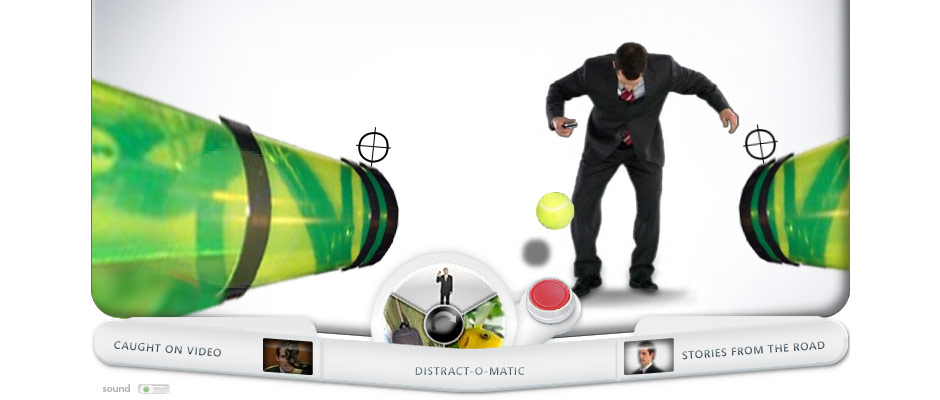 CAUGHT ON VIDEO
DISTRACT-O-MATIC
STORIES FROM THE ROAD
sound